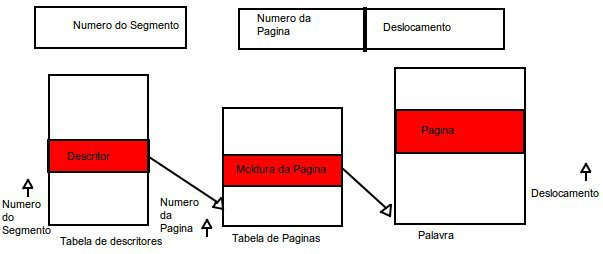 Numero do Segmento
Numero da
Pagina
Deslocamento
Descritor
Moldura da Pagina
Pagina
Numero
do
Segmento
Tabela de descritores
Numero
da
Pagina
Tabela de Paginas
Palavra
Deslocamento